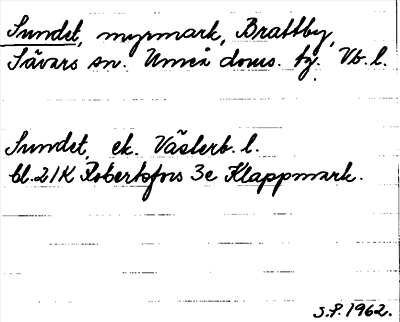 Sundet, myrmark, Brattby,
Sävars sn. Umeå doms. tg. Vb. l.
Sundet, ek. Västerb. l.
bl. 21K Robertsfors 3e Klappmark.
S.P. 1962.